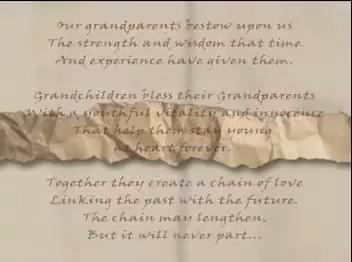 Our grandparents bestow upon us
The strength and wisdom that time
And experience have given them.
Grandchildren bless their Grandparents
With a youthful vitality and innocence
That help them stay young
at heart forever.
Together they create a chain of love
Linking the past with the future.
The chain may lengthen,
But it will never part...